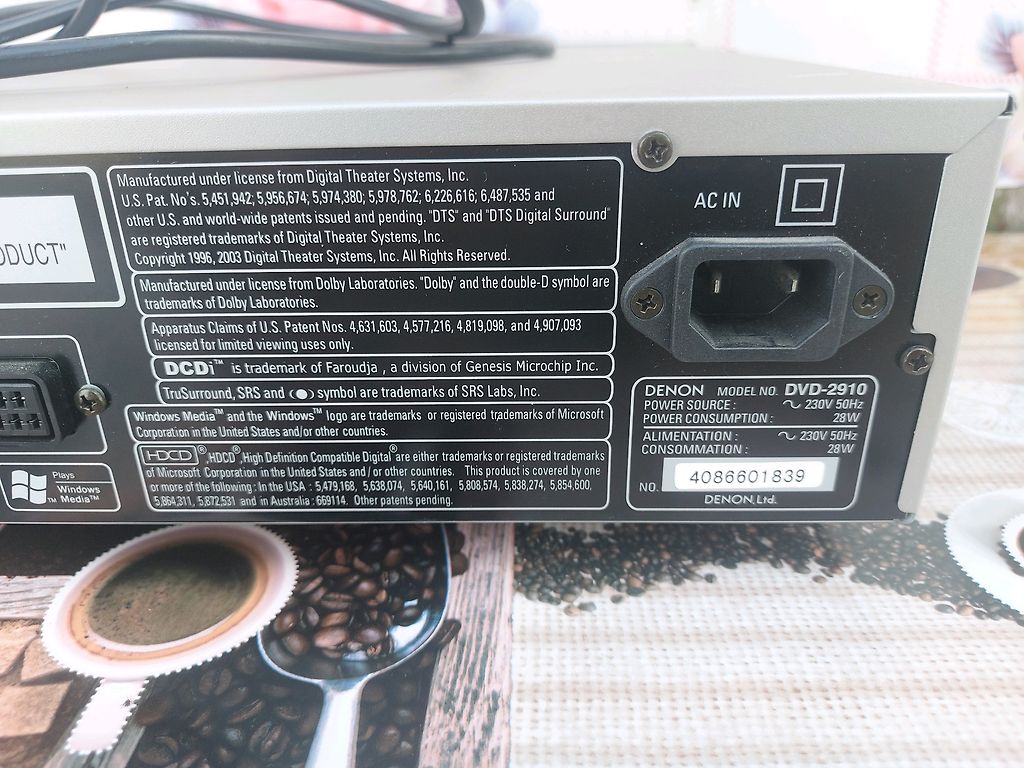 ODUCT"
Manufactured under license from Digital Theater Systems, Inc.
U.S. Pat. No's. 5,451,942; 5,956,674; 5,974,380; 5,978,762; 6,226,616; 6,487,535 and
other U.S. and world-wide patents issued and pending. "DTS" and "DTS Digital Surround"
are registered trademarks of Digital Theater Systems, Inc.
Copyright 1996, 2003 Digital Theater Systems, Inc. All Rights Reserved.
Manufactured under license from Dolby Laboratories. "Dolby" and the double-D symbol are
trademarks of Dolby Laboratories.
Apparatus Claims of U.S. Patent Nos. 4,631,603, 4,577,216, 4,819,098, and 4,907,093
licensed for limited viewing uses only.
DCDi™ is trademark of Faroudja , a division of Genesis Microchip Inc.
TruSurround, SRS and (●) symbol are trademarks of SRS Labs, Inc.
Windows Media™ and the Windows™ logo are trademarks or registered trademarks of Microsoft
Corporation in the United States and/or other countries.
HDCD®,HDCD®,High Definition Compatible Digital® are either trademarks or registered trademarks
of Microsoft Corporation in the United States and / or other countries. This product is covered by one
or more of the following : In the USA : 5,479,168, 5,638,074, 5,640,161, 5,808,574, 5,838,274, 5,854,600,
5,864,311, 5,872,531 and in Australia : 669114. Other patents pending.
Plays
Windows
Media™
AC IN
DENON MODEL NO. DVD-2910
POWER SOURCE : ~ 230V 50Hz
POWER CONSUMPTION : 28W
ALIMENTATION : ~ 230V 50Hz
CONSOMMATION : 28W
NO. 4086601839
DENON, Ltd.